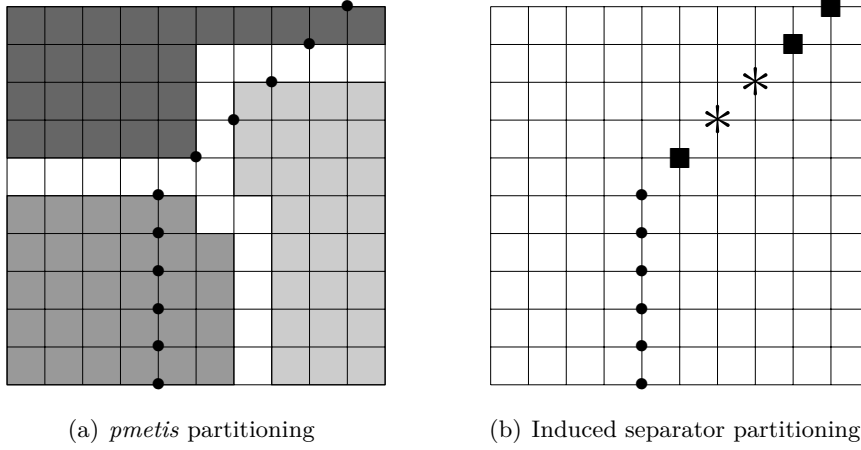 (a) pmetis partitioning
(b) Induced separator partitioning